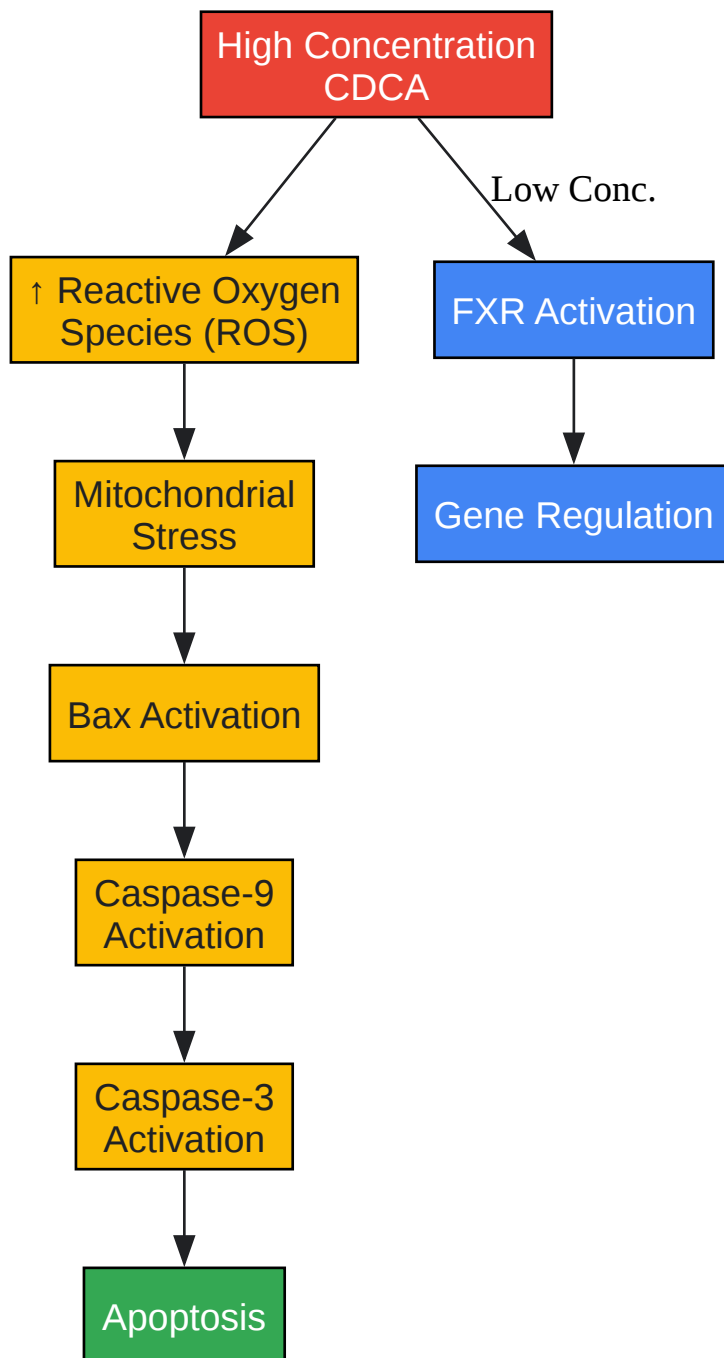 High Concentration
CDCA
Low Conc.
↑ Reactive Oxygen
Species (ROS)
FXR Activation
Mitochondrial
Stress
Gene Regulation
Bax Activation
Caspase-9
Activation
Caspase-3
Activation
Apoptosis